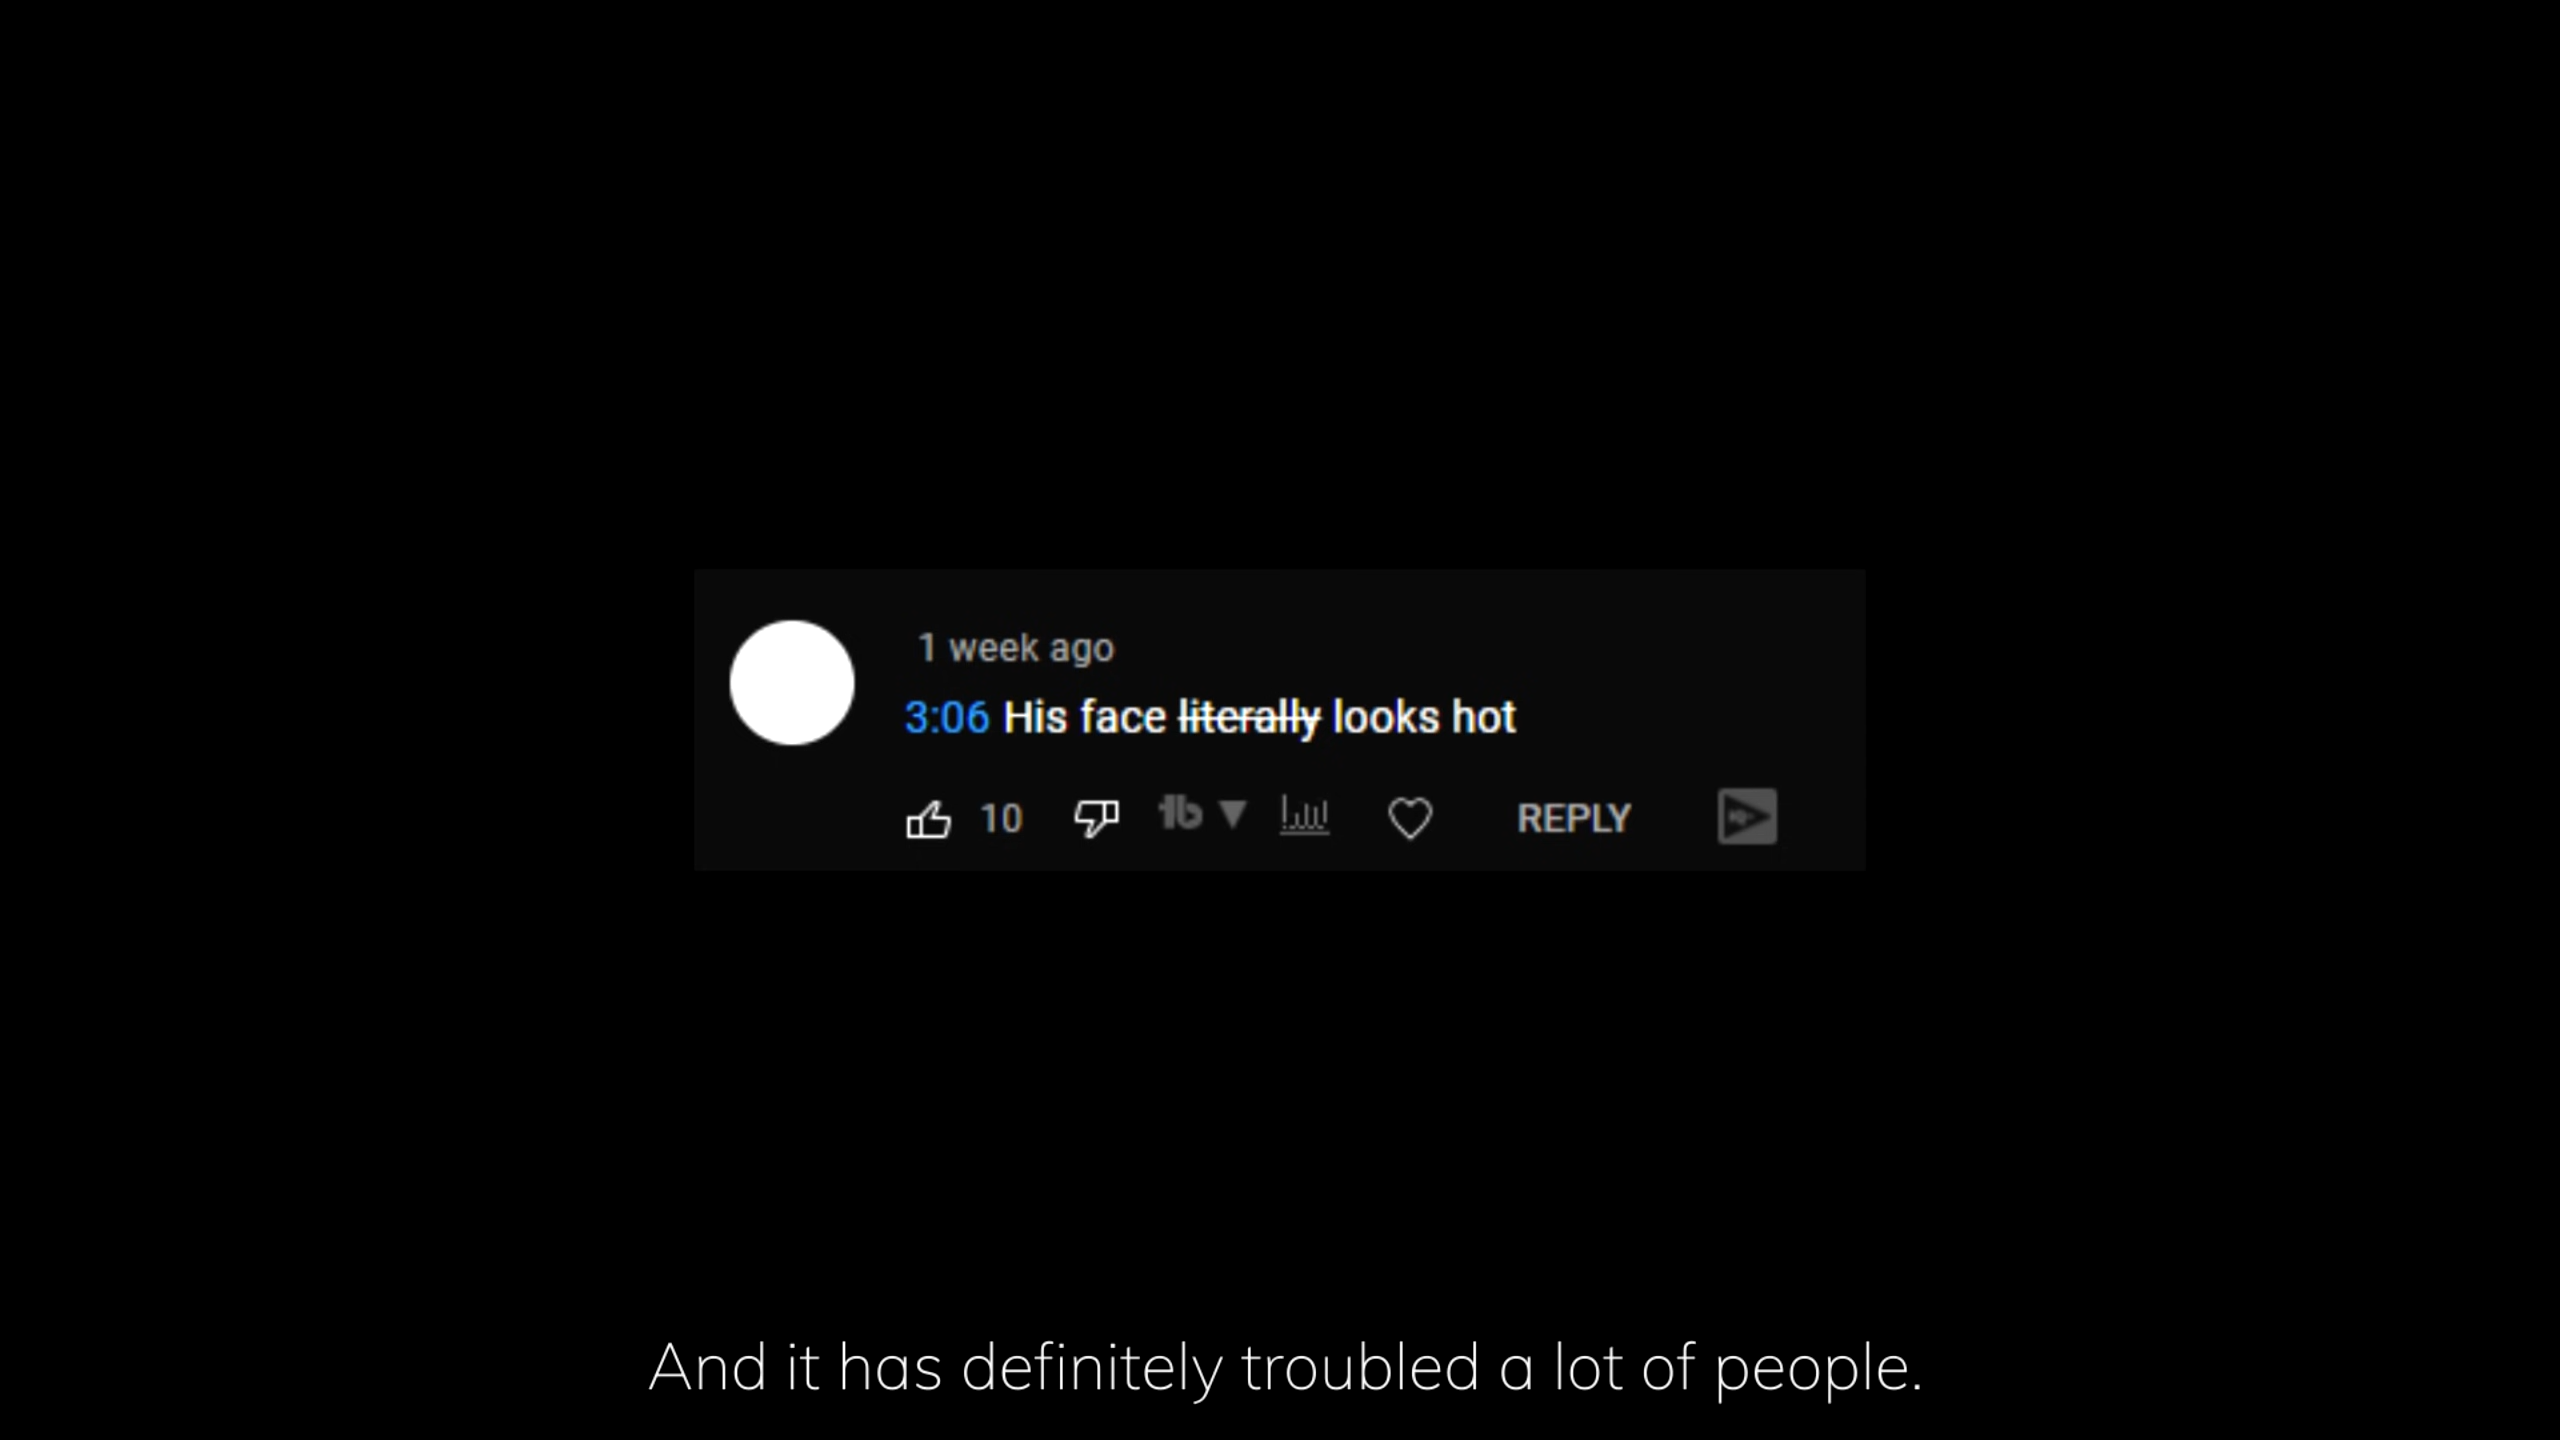 1 week ago
3:06 His face literally looks hot
10 REPLY
And it has definitely troubled a lot of people.